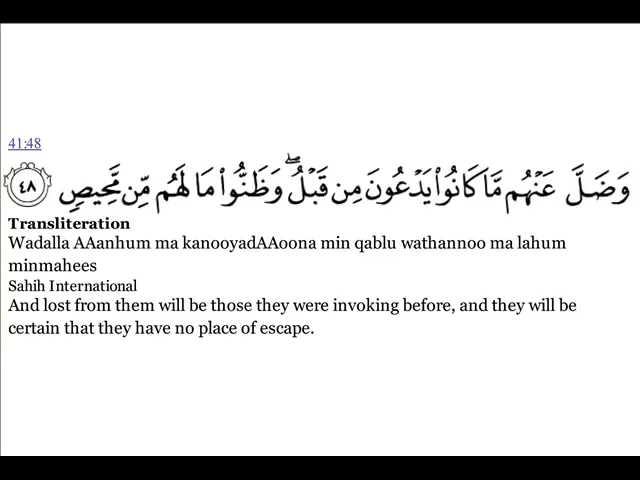 41:48
وَضَلَّ عَنْهُم مَّا كَانُوا۟ يَدْعُونَ مِن قَبْلُ ۖ وَظَنُّوا۟ مَا لَهُم مِّن مَّحِيصٍ ٤٨
Transliteration
Wadalla AAanhum ma kanooyadAAoona min qablu wathannoo ma lahum
minmahees
Sahih International
And lost from them will be those they were invoking before, and they will be
certain that they have no place of escape.